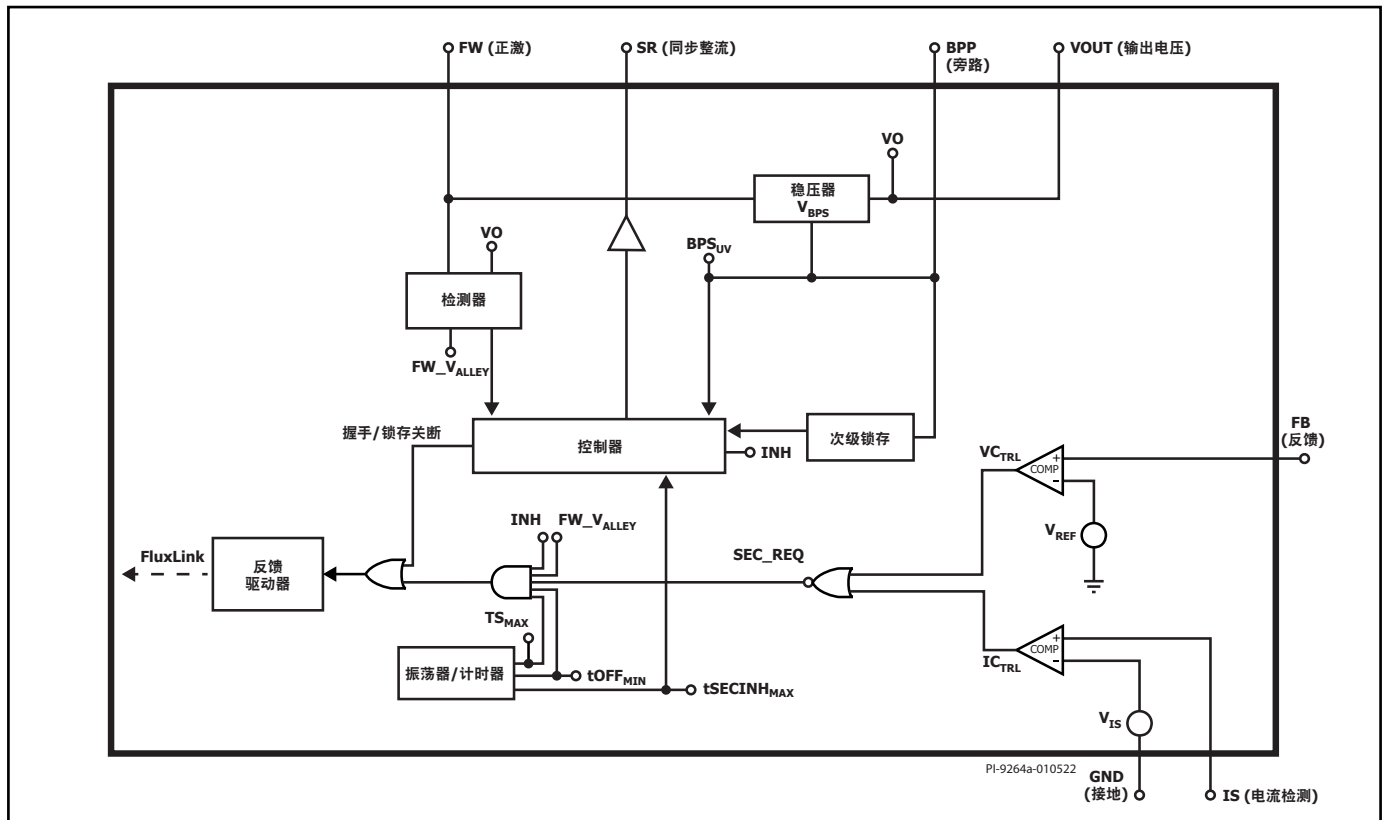 FW (正激)
SR (同步整流)
BPP
(旁路)
VOUT (输出电压)
VO
稳压器
VBPS
VO
BPSUV
检测器
FW_VALLEY
握手/锁存关断
控制器
INH
次级锁存
FB
(反馈)
VCTRL
COMP
+
−
VREF
INH
FW_VALLEY
SEC_REQ
FluxLink
反馈
驱动器
TSMAX
振荡器/计时器
tOFFMIN
tSECINHMAX
ICTRL
COMP
+
−
VIS
PI-9264a-010522
GND
(接地)
IS (电流检测)